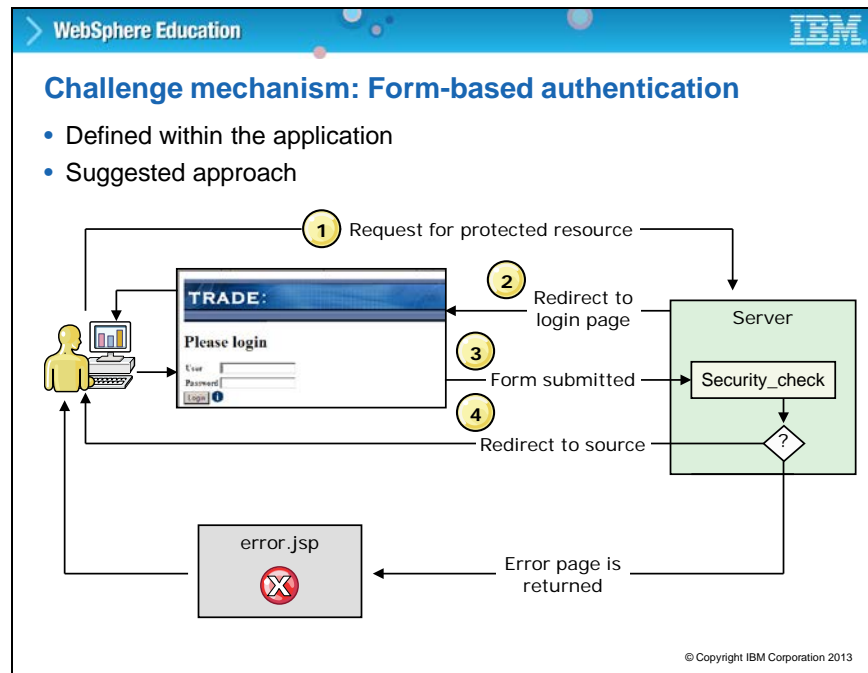 WebSphere Education
IBM
Challenge mechanism: Form-based authentication
• Defined within the application
• Suggested approach
1 Request for protected resource
TRADE:
Please login
User
Password
Login
2
Redirect to
login page
3
Form submitted
4
Redirect to source
Server
Security_check
?
error.jsp
X
Error page is
returned
© Copyright IBM Corporation 2013